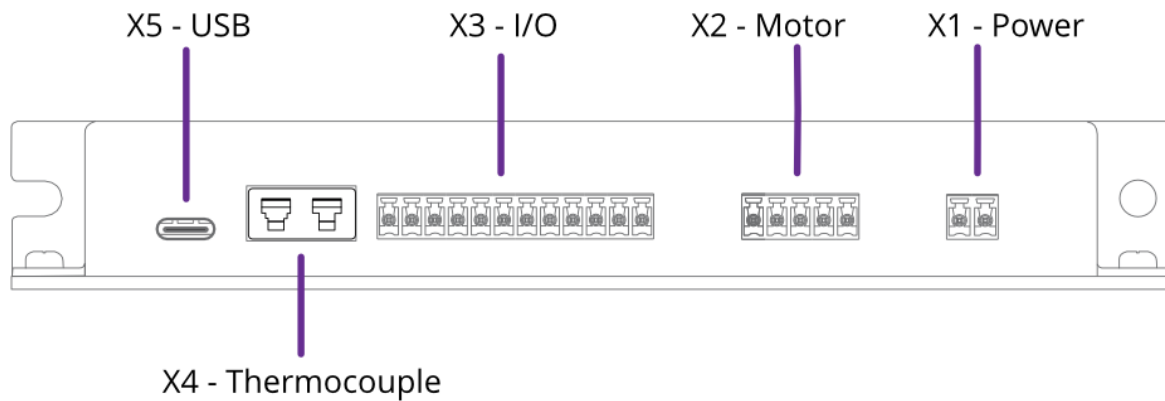 X5 - USB
X3 - I/O
X2 - Motor
X1 - Power
X4 - Thermocouple